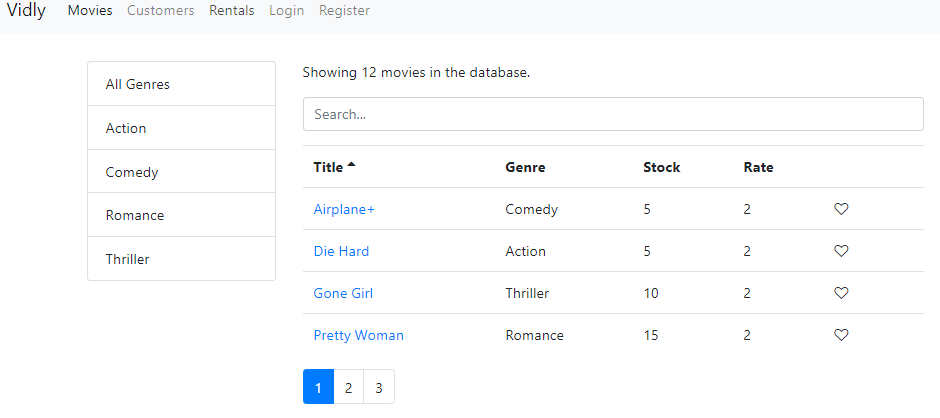 Vidly Movies Customers Rentals Login Register
All Genres
Action
Comedy
Romance
Thriller
Showing 12 movies in the database.
Search...
Title Genre Stock Rate
Airplane+ Comedy 5 2
Die Hard Action 5 2
Gone Girl Thriller 10 2
Pretty Woman Romance 15 2
1 2 3